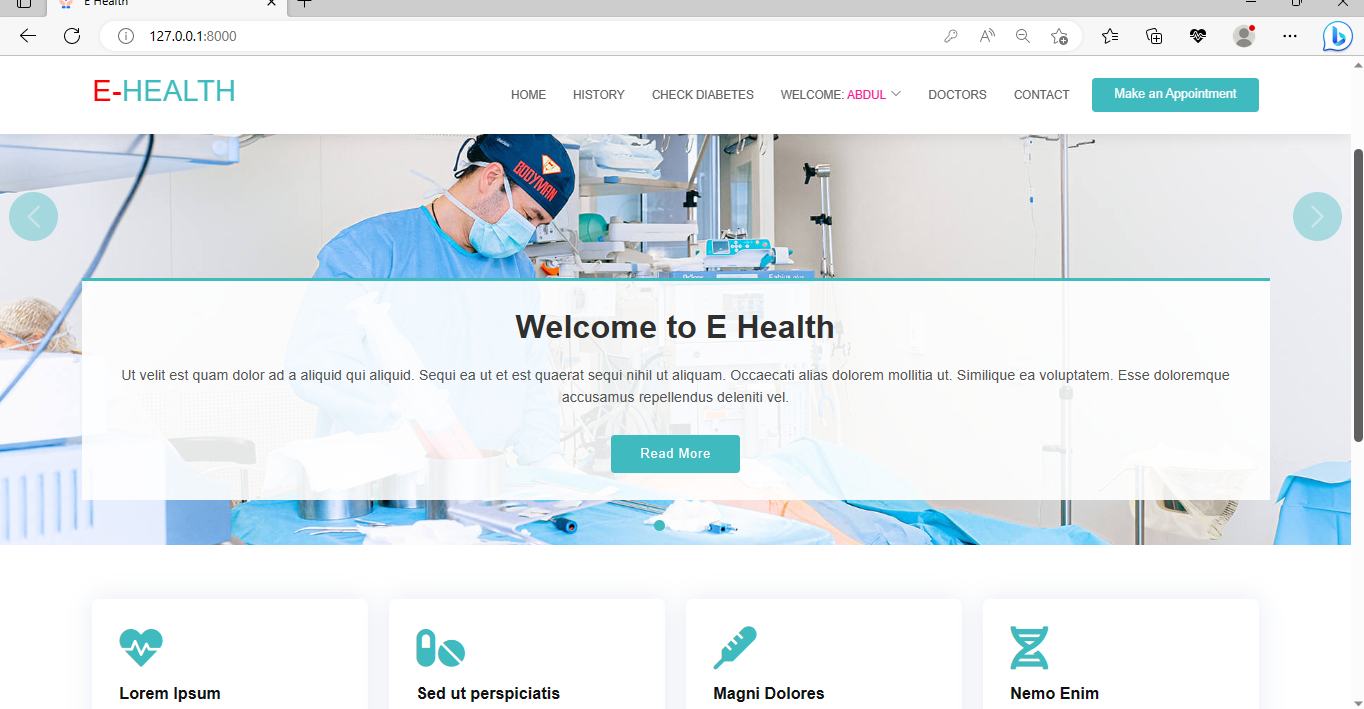 E Health
127.0.0.1:8000
E-HEALTH
HOME HISTORY CHECK DIABETES WELCOME: ABDUL DOCTORS CONTACT Make an Appointment
BODYMAN
Welcome to E Health
Ut velit est quam dolor ad a aliquid qui aliquid. Sequi ea ut et est quaerat sequi nihil ut aliquam. Occaecati alias dolorem mollitia ut. Similique ea voluptatem. Esse doloremque
accusamus repellendus deleniti vel.
Read More
Lorem Ipsum Sed ut perspiciatis Magni Dolores Nemo Enim